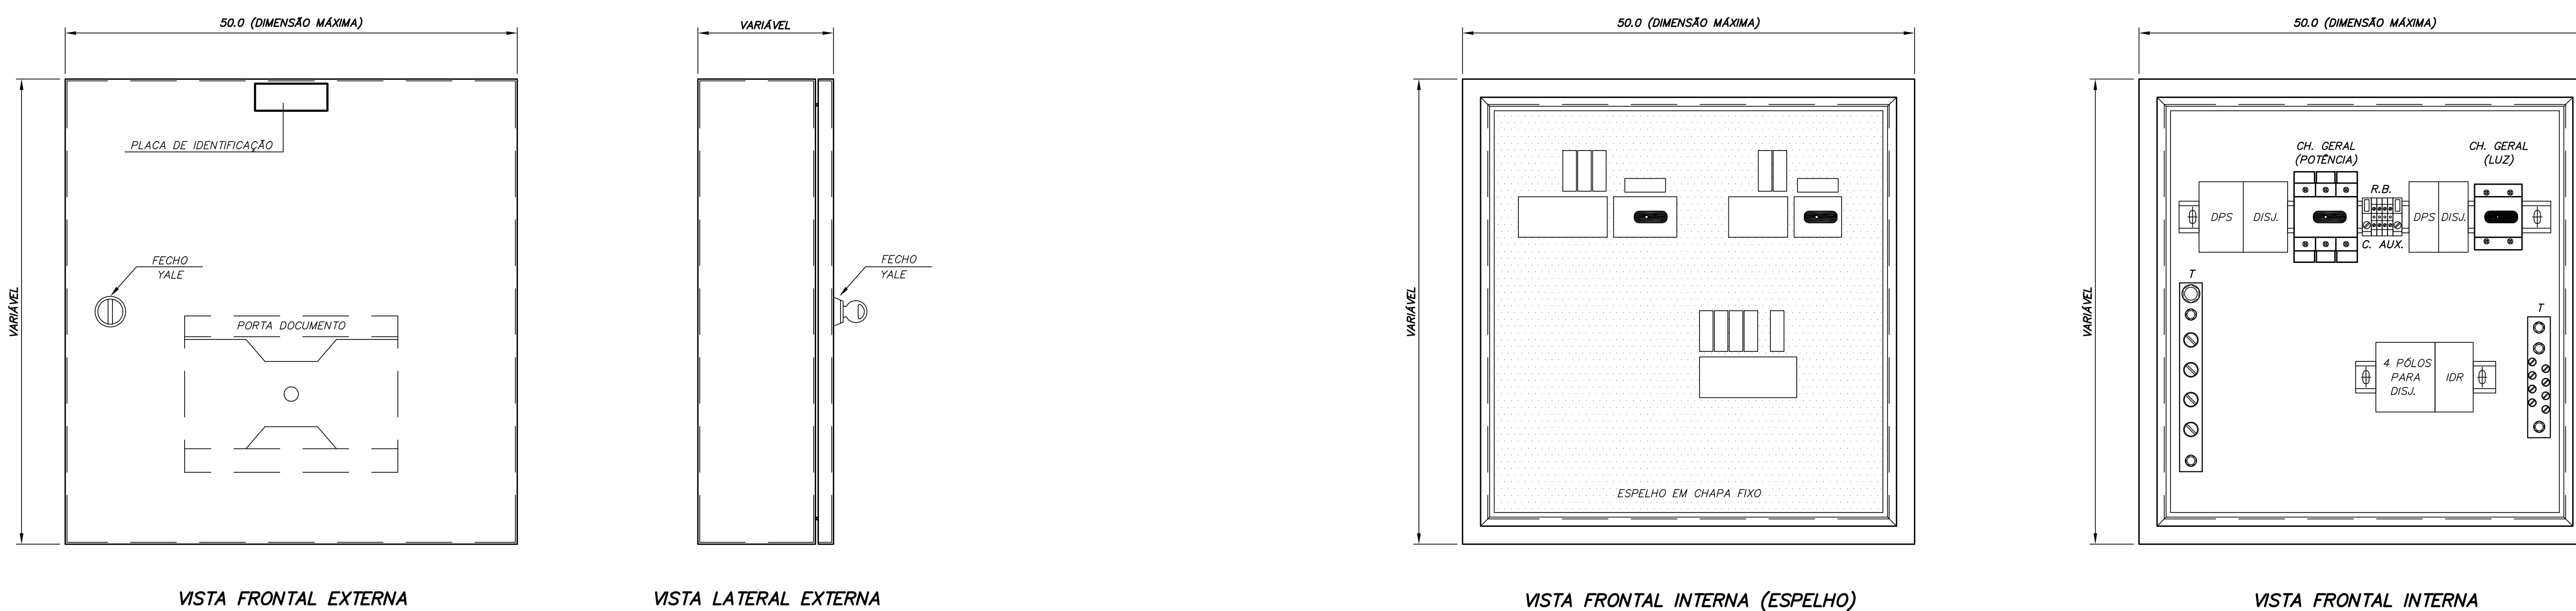 50.0 (DIMENSÃO MÁXIMA)
VARIÁVEL
PLACA DE IDENTIFICAÇÃO
FECHO
YALE
PORTA DOCUMENTO
VISTA FRONTAL EXTERNA
VARIÁVEL
FECHO
YALE
VISTA LATERAL EXTERNA
50.0 (DIMENSÃO MÁXIMA)
VARIÁVEL
ESPELHO EM CHAPA FIXO
VISTA FRONTAL INTERNA (ESPELHO)
50.0 (DIMENSÃO MÁXIMA)
VARIÁVEL
CH. GERAL
(POTÊNCIA)
CH. GERAL
(LUZ)
R.B.
DPS
DISJ.
DPS
DISJ.
C. AUX.
T
T
4 PÓLOS
PARA
DISJ.
IDR
VISTA FRONTAL INTERNA